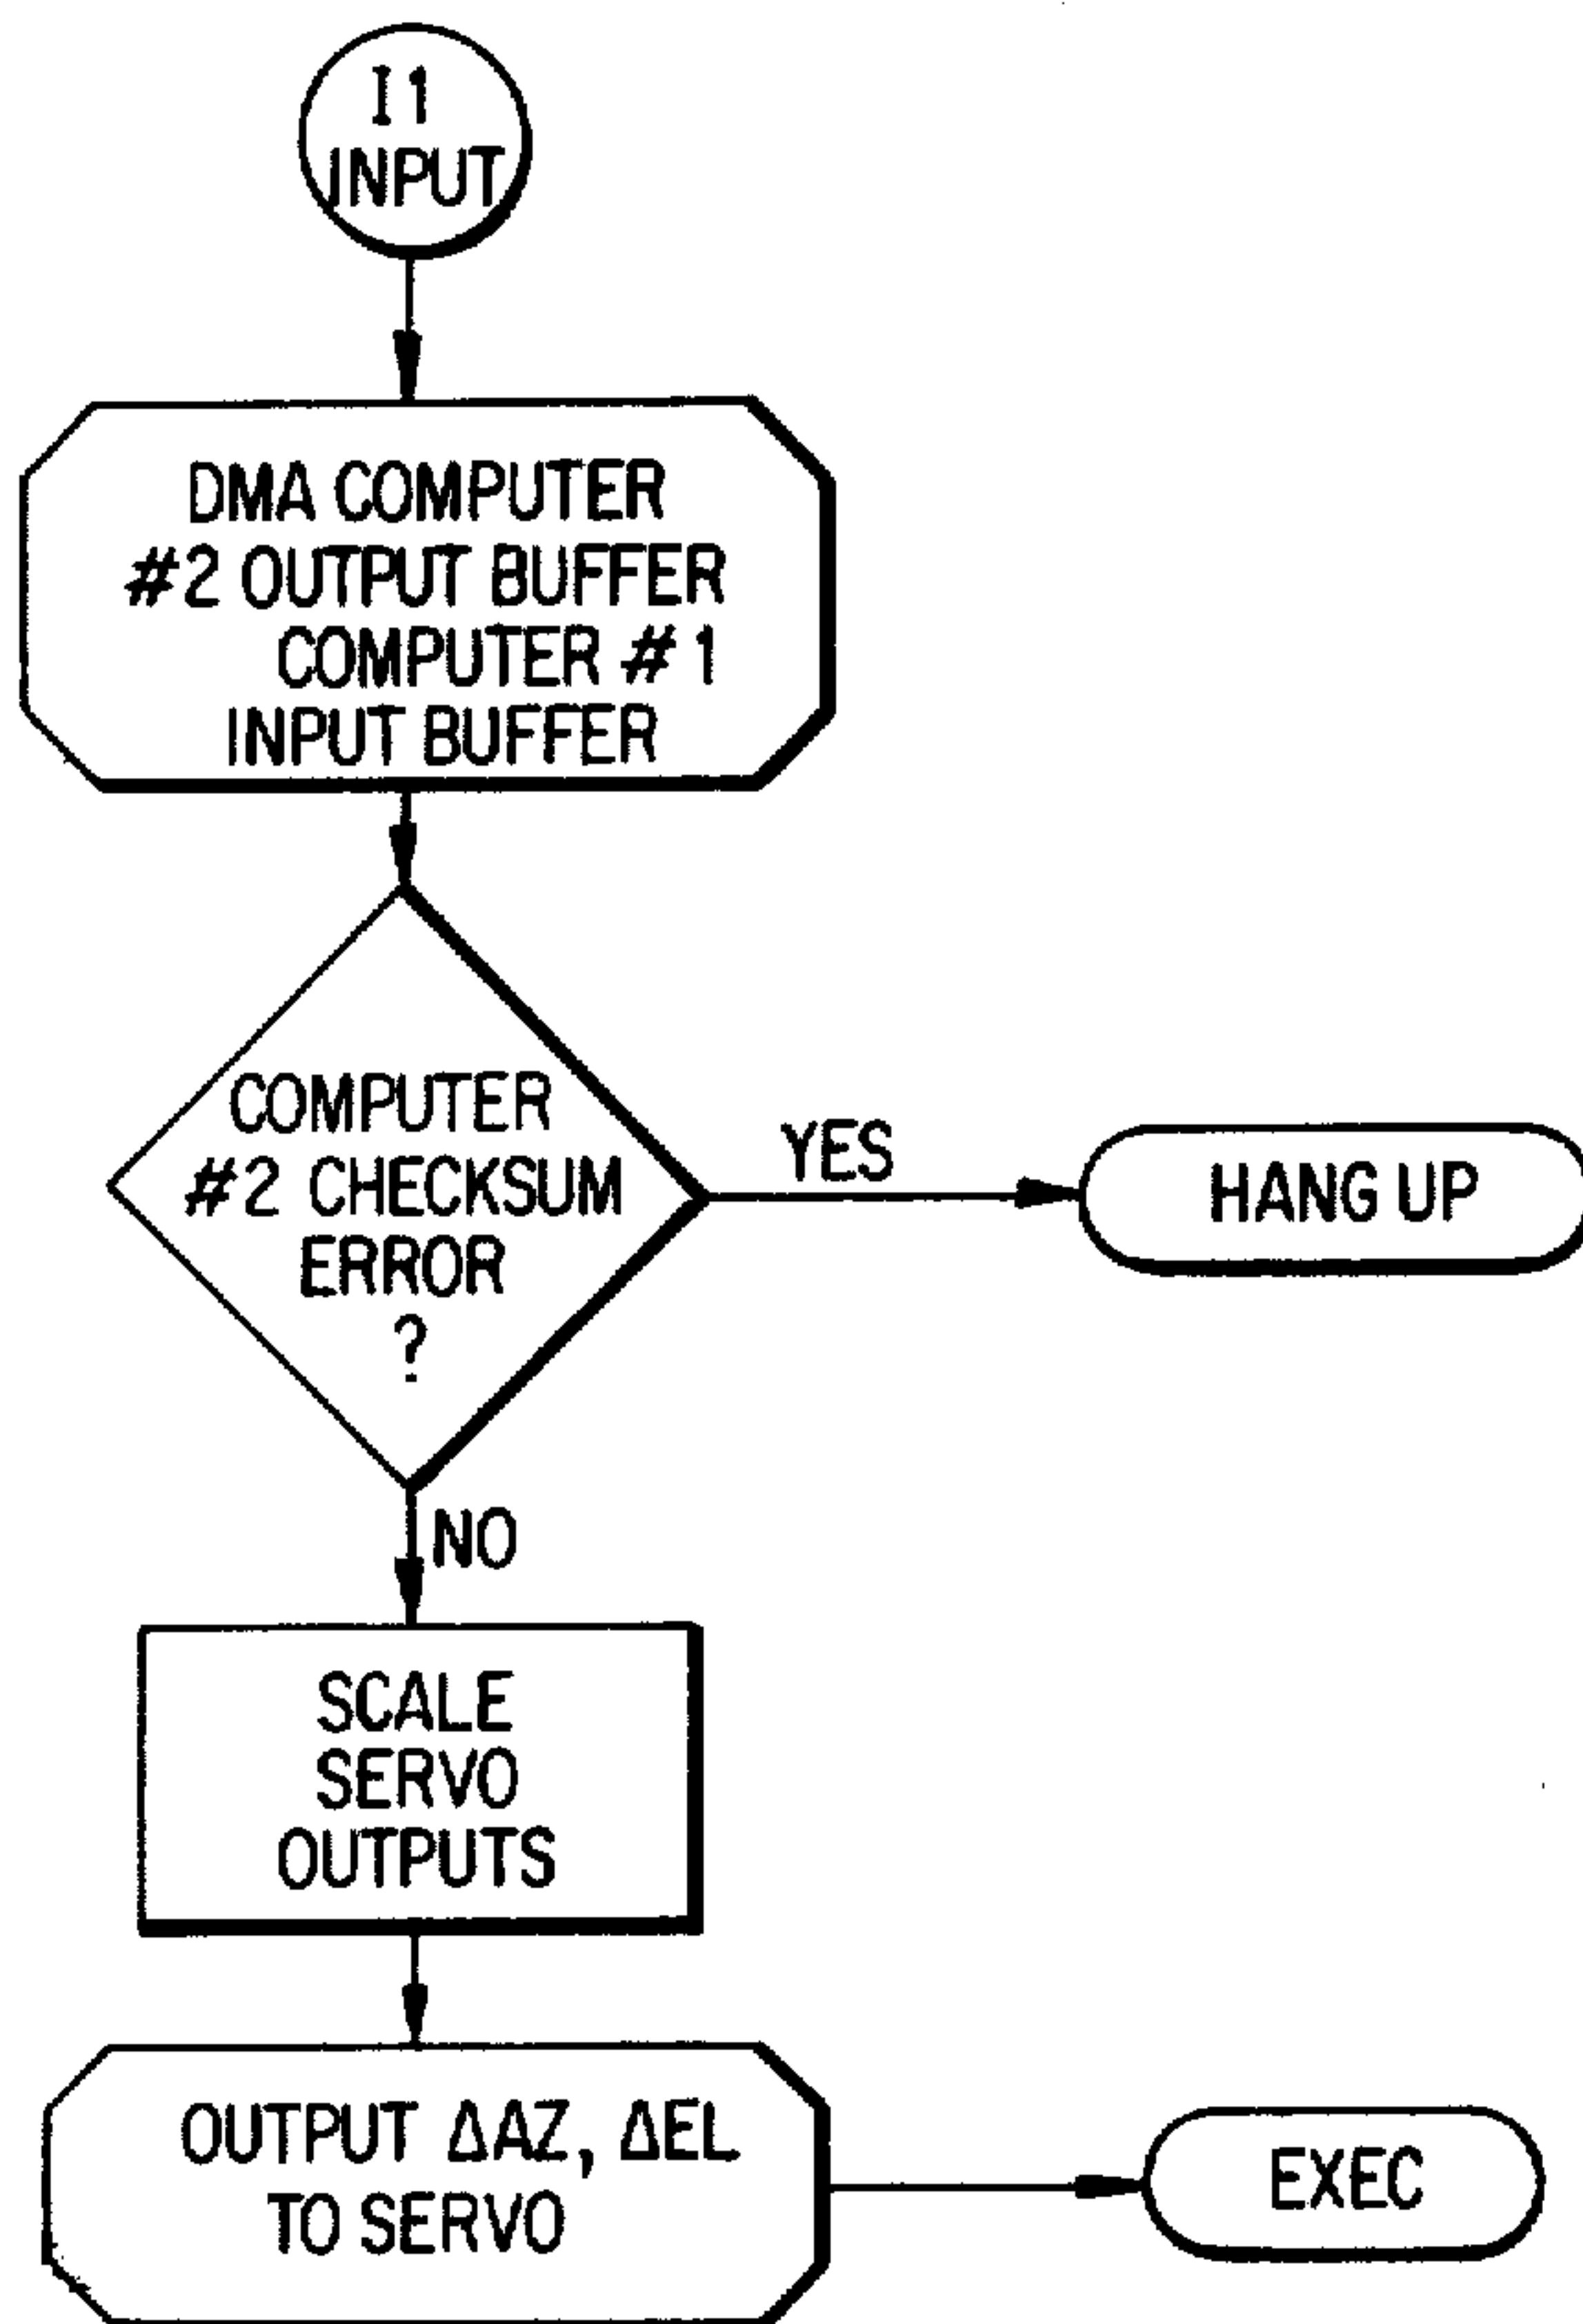 I1
INPUT
DMA COMPUTER
#2 OUTPUT BUFFER
COMPUTER #1
INPUT BUFFER
COMPUTER
#2 CHECKSUM
ERROR
?
YES
HANG UP
NO
SCALE
SERVO
OUTPUTS
OUTPUT ΔAZ, ΔEL
TO SERVO
EXEC